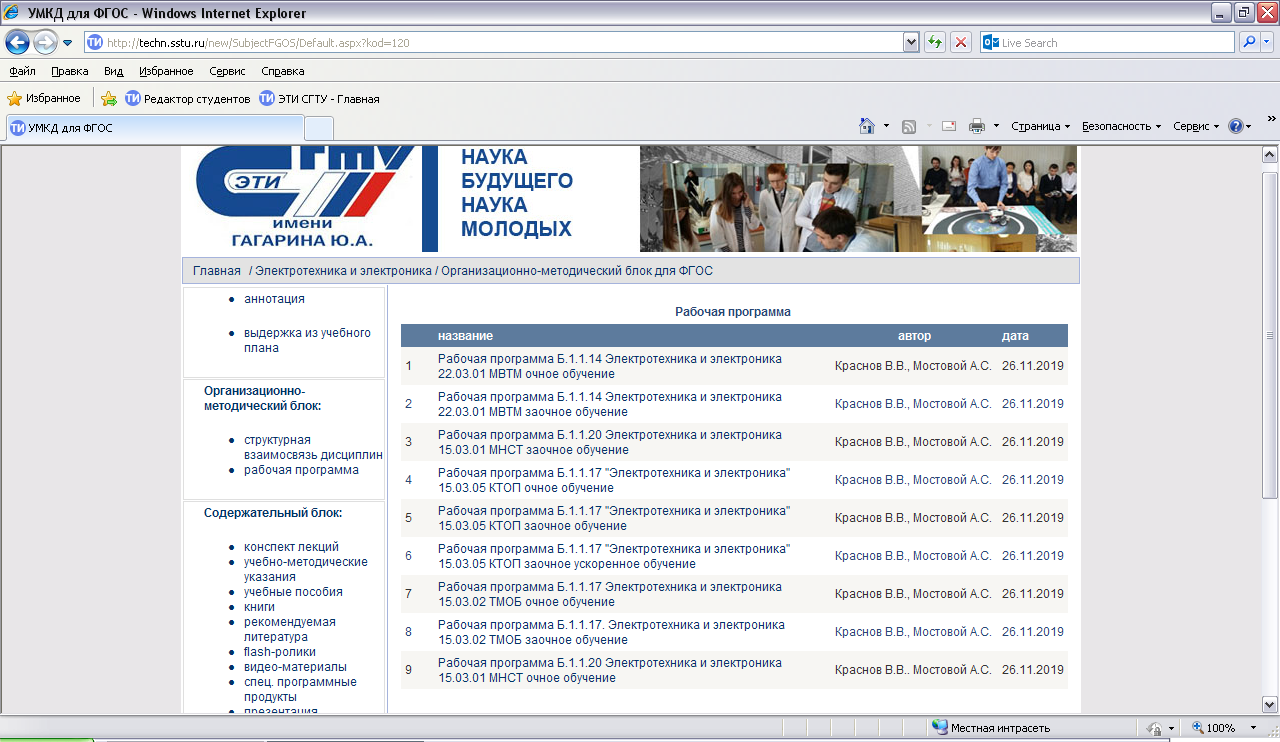 УМКД для ФГОС - Windows Internet Explorer
http://techn.sstu.ru/new/SubjectFGOS/Default.aspx?kod=120
Live Search
Файл Правка Вид Избранное Сервис Справка
Избранное ТИ Редактор студентов ТИ ЭТИ СГТУ - Главная
ТИ УМКД для ФГОС
Страница Безопасность Сервис »
ГТУ
ЭТИ
имени
ГАГАРИНА Ю.А.
НАУКА
БУДУЩЕГО
НАУКА
МОЛОДЫХ
Главная / Электротехника и электроника / Организационно-методический блок для ФГОС
аннотация
выдержка из учебного
плана
Организационно-
методический блок:
структурная
взаимосвязь дисциплин
рабочая программа
Содержательный блок:
конспект лекций
учебно-методические
указания
учебные пособия
книги
рекомендуемая
литература
flash-ролики
видео-материалы
спец. программные
продукты
презентация
Рабочая программа
название автор дата
1 Рабочая программа Б.1.1.14 Электротехника и электроника
22.03.01 МВТМ очное обучение Краснов В.В., Мостовой А.С. 26.11.2019
2 Рабочая программа Б.1.1.14 Электротехника и электроника
22.03.01 МВТМ заочное обучение Краснов В.В., Мостовой А.С. 26.11.2019
3 Рабочая программа Б.1.1.20 Электротехника и электроника
15.03.01 МНСТ заочное обучение Краснов В.В., Мостовой А.С. 26.11.2019
4 Рабочая программа Б.1.1.17 "Электротехника и электроника"
15.03.05 КТОП очное обучение Краснов В.В., Мостовой А.С. 26.11.2019
5 Рабочая программа Б.1.1.17 "Электротехника и электроника"
15.03.05 КТОП заочное обучение Краснов В.В., Мостовой А.С. 26.11.2019
6 Рабочая программа Б.1.1.17 "Электротехника и электроника"
15.03.05 КТОП заочное ускоренное обучение Краснов В.В., Мостовой А.С. 26.11.2019
7 Рабочая программа Б.1.1.17 Электротехника и электроника
15.03.02 ТМОБ очное обучение Краснов В.В., Мостовой А.С. 26.11.2019
8 Рабочая программа Б.1.1.17. Электротехника и электроника
15.03.02 ТМОБ заочное обучение Краснов В.В., Мостовой А.С. 26.11.2019
9 Рабочая программа Б.1.1.20 Электротехника и электроника
15.03.01 МНСТ очное обучение Краснов В.В.. Мостовой А.С. 26.11.2019
Местная интрасеть 100%